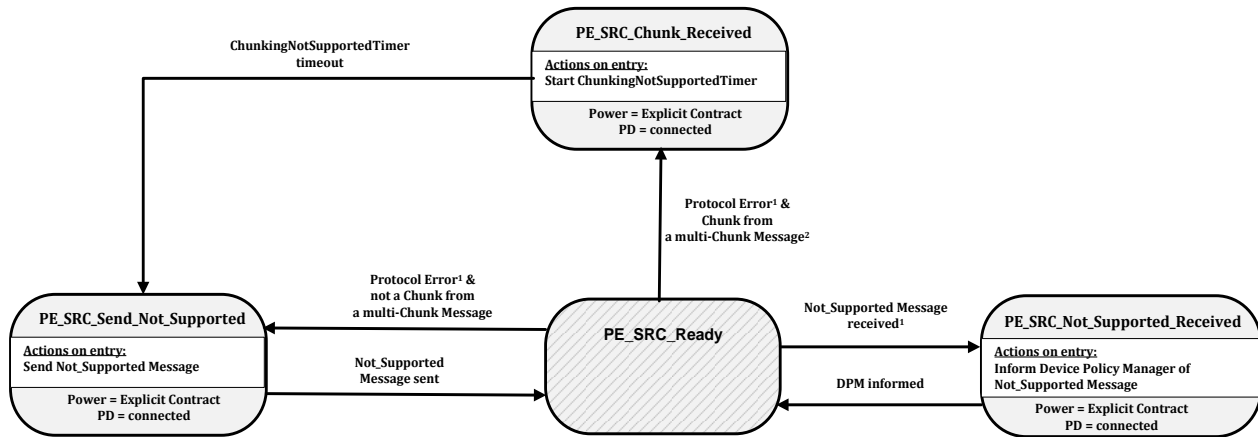 PE_SRC_Chunk_Received
Actions on entry:
Start ChunkingNotSupportedTimer
Power = Explicit Contract
PD = connected
ChunkingNotSupportedTimer
timeout
Protocol Error¹ &
Chunk from
a multi-Chunk Message²
Protocol Error¹ &
not a Chunk from
a multi-Chunk Message
PE_SRC_Send_Not_Supported
Actions on entry:
Send Not_Supported Message
Power = Explicit Contract
PD = connected
Not_Supported
Message sent
PE_SRC_Ready
Not_Supported Message
received¹
DPM informed
PE_SRC_Not_Supported_Received
Actions on entry:
Inform Device Policy Manager of
Not_Supported Message
Power = Explicit Contract
PD = connected